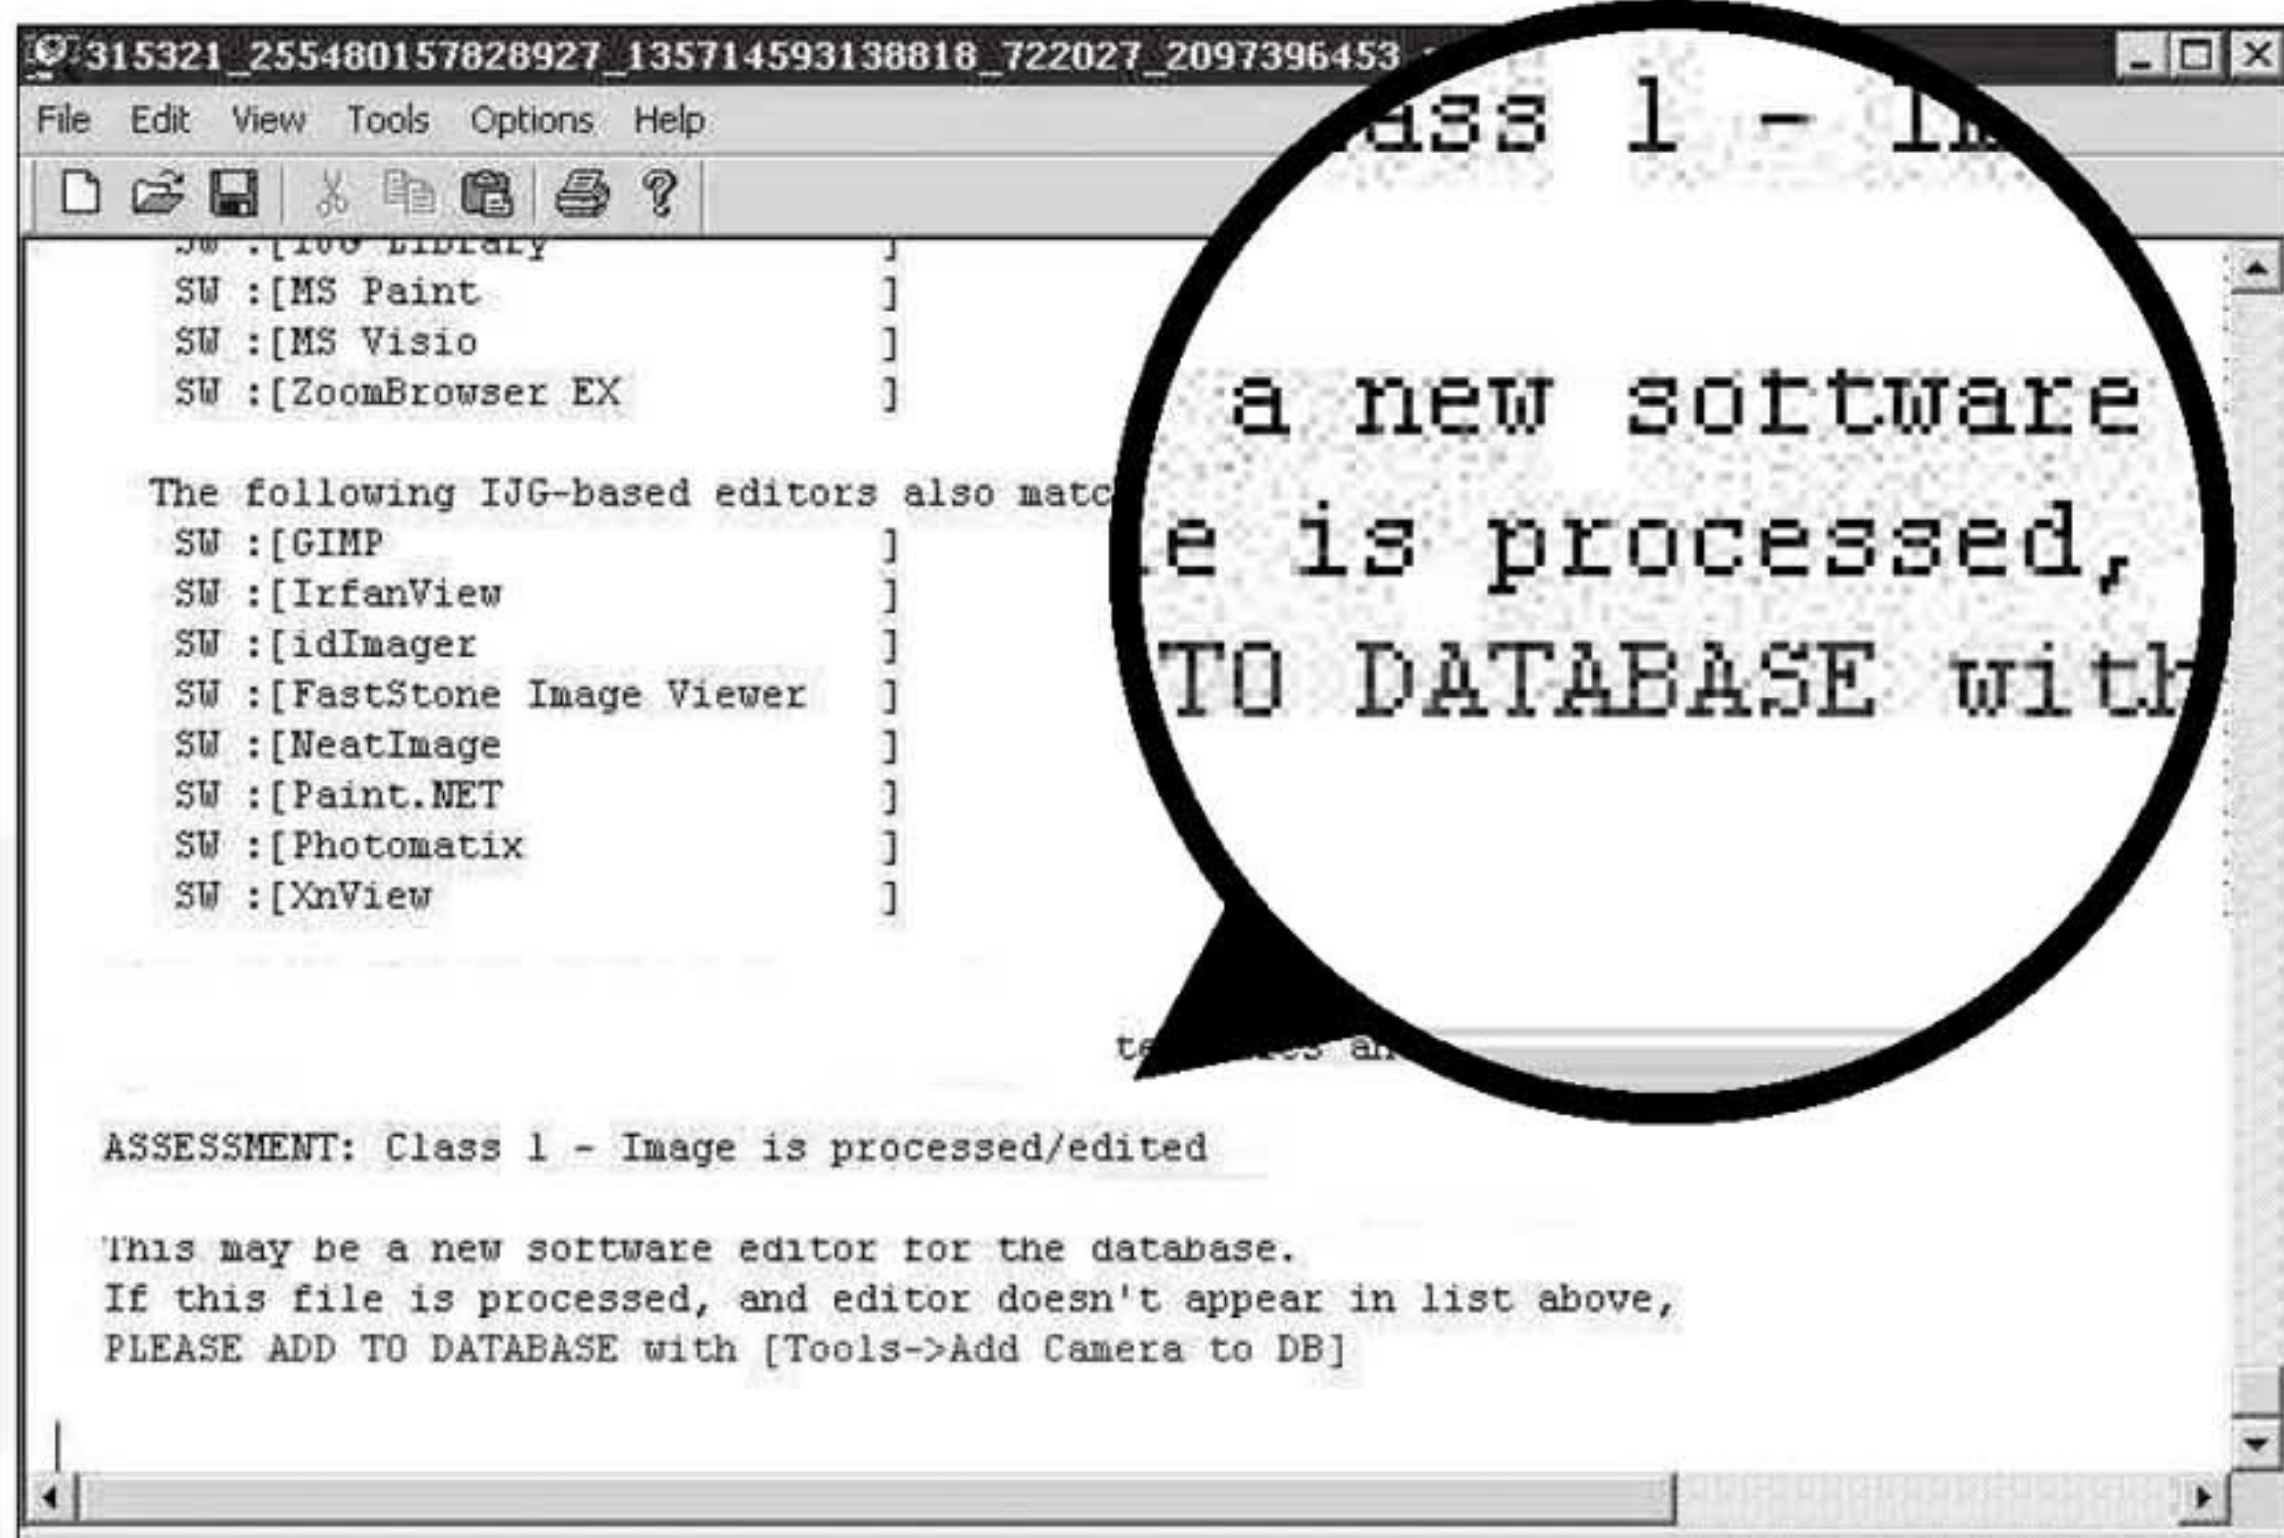 315321_255480157828927_135714593138818_722027_2097396453
File Edit View Tools Options Help
SW :[IJG Library ]
SW :[MS Paint ]
SW :[MS Visio ]
SW :[ZoomBrowser EX ]
The following IJG-based editors also matc
SW :[GIMP ]
SW :[IrfanView ]
SW :[idImager ]
SW :[FastStone Image Viewer ]
SW :[NeatImage ]
SW :[Paint.NET ]
SW :[Photomatix ]
SW :[XnView ]
ass 1 - Im
a new software
e is processed,
TO DATABASE with
ASSESSMENT: Class 1 - Image is processed/edited
This may be a new software editor for the database.
If this file is processed, and editor doesn't appear in list above,
PLEASE ADD TO DATABASE with [Tools->Add Camera to DB]